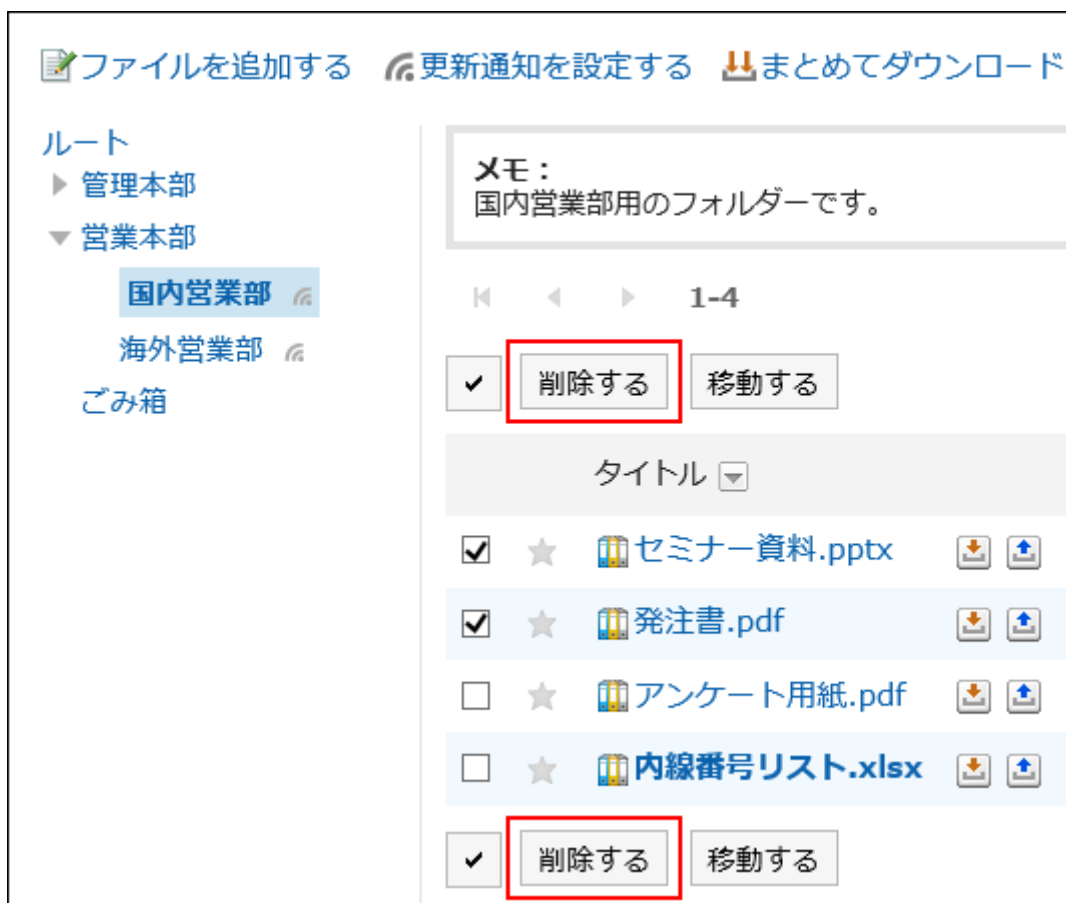 ファイルを追加する 更新通知を設定する まとめてダウンロード
ルート
管理本部
営業本部
国内営業部
海外営業部
ごみ箱
メモ：
国内営業部用のフォルダーです。
1-4
削除する 移動する
タイトル
セミナー資料.pptx
発注書.pdf
アンケート用紙.pdf
内線番号リスト.xlsx
削除する 移動する